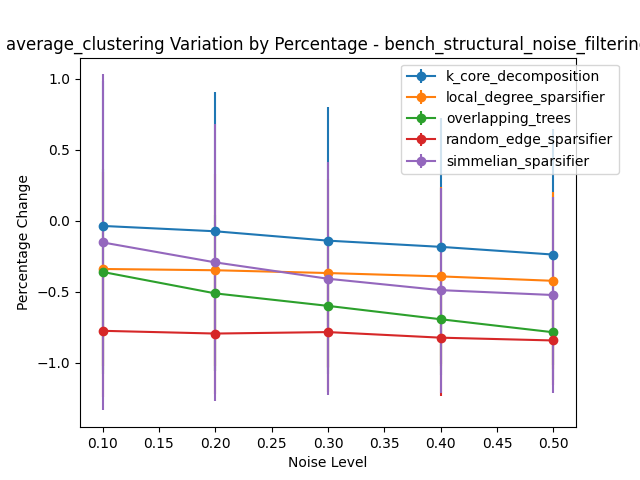 average_clustering Variation by Percentage - bench_structural_noise_filtering
k_core_decomposition
local_degree_sparsifier
overlapping_trees
random_edge_sparsifier
simmelian_sparsifier
Percentage Change
1.0
0.5
0.0
−0.5
−1.0
0.10 0.15 0.20 0.25 0.30 0.35 0.40 0.45 0.50
Noise Level